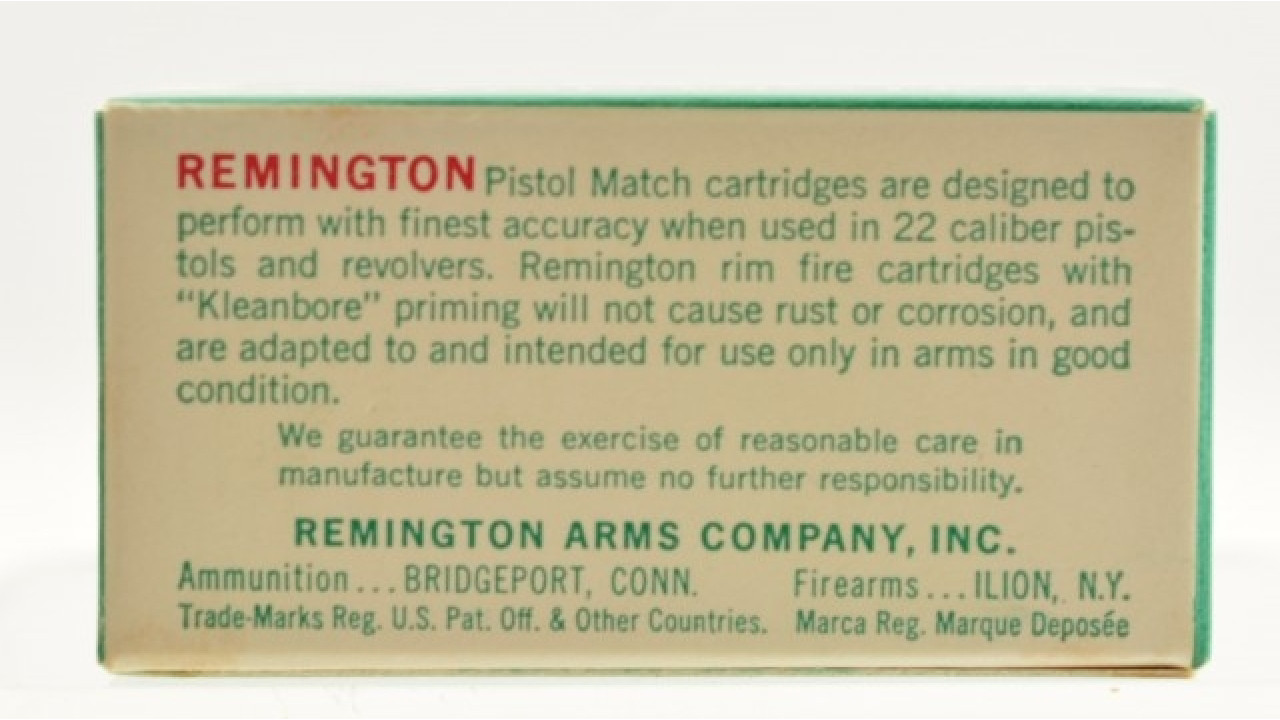 REMINGTON Pistol Match cartridges are designed to
perform with finest accuracy when used in 22 caliber pis-
tols and revolvers. Remington rim fire cartridges with
“Kleanbore” priming will not cause rust or corrosion, and
are adapted to and intended for use only in arms in good
condition.
We guarantee the exercise of reasonable care in
manufacture but assume no further responsibility.
REMINGTON ARMS COMPANY, INC.
Ammunition... BRIDGEPORT, CONN. Firearms... ILION, N.Y.
Trade-Marks Reg. U.S. Pat. Off. & Other Countries. Marca Reg. Marque Deposée